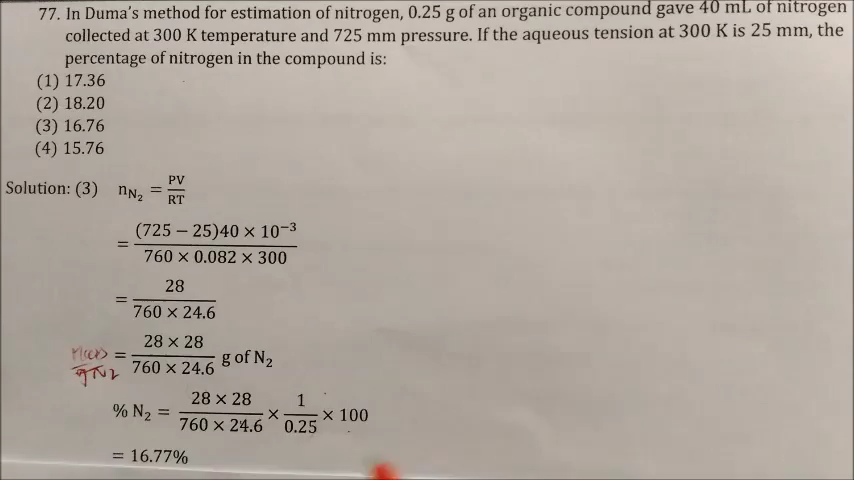 77. In Duma's method for estimation of nitrogen, 0.25 g of an organic compound gave 40 mL of nitrogen
collected at 300 K temperature and 725 mm pressure. If the aqueous tension at 300 K is 25 mm, the
percentage of nitrogen in the compound is:
(1) 17.36
(2) 18.20
(3) 16.76
(4) 15.76
Solution: (3) n_{N₂} = PV/RT
= (725 − 25)40 × 10⁻³ / 760 × 0.082 × 300
= 28 / 760 × 24.6
= 28 × 28 / 760 × 24.6 g of N₂
g N₂
% N₂ = 28 × 28 / 760 × 24.6 × 1 / 0.25 × 100
= 16.77%